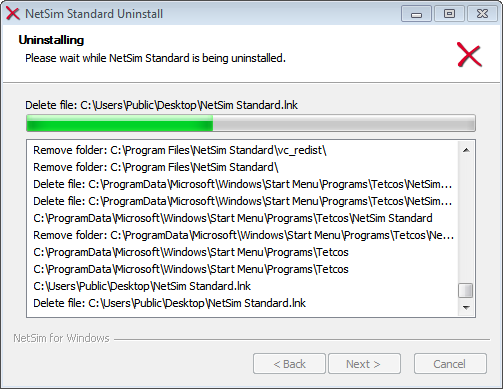 NetSim Standard Uninstall
Uninstalling
Please wait while NetSim Standard is being uninstalled.
Delete file: C:\Users\Public\Desktop\NetSim Standard.lnk
Remove folder: C:\Program Files\NetSim Standard\vc_redist\
Remove folder: C:\Program Files\NetSim Standard\
Delete file: C:\ProgramData\Microsoft\Windows\Start Menu\Programs\Tetcos\NetSim...
Delete file: C:\ProgramData\Microsoft\Windows\Start Menu\Programs\Tetcos\NetSim...
C:\ProgramData\Microsoft\Windows\Start Menu\Programs\Tetcos\NetSim Standard
Remove folder: C:\ProgramData\Microsoft\Windows\Start Menu\Programs\Tetcos\Ne...
C:\ProgramData\Microsoft\Windows\Start Menu\Programs\Tetcos
C:\ProgramData\Microsoft\Windows\Start Menu\Programs\Tetcos
C:\Users\Public\Desktop\NetSim Standard.lnk
Delete file: C:\Users\Public\Desktop\NetSim Standard.lnk
NetSim for Windows
< Back Next > Cancel